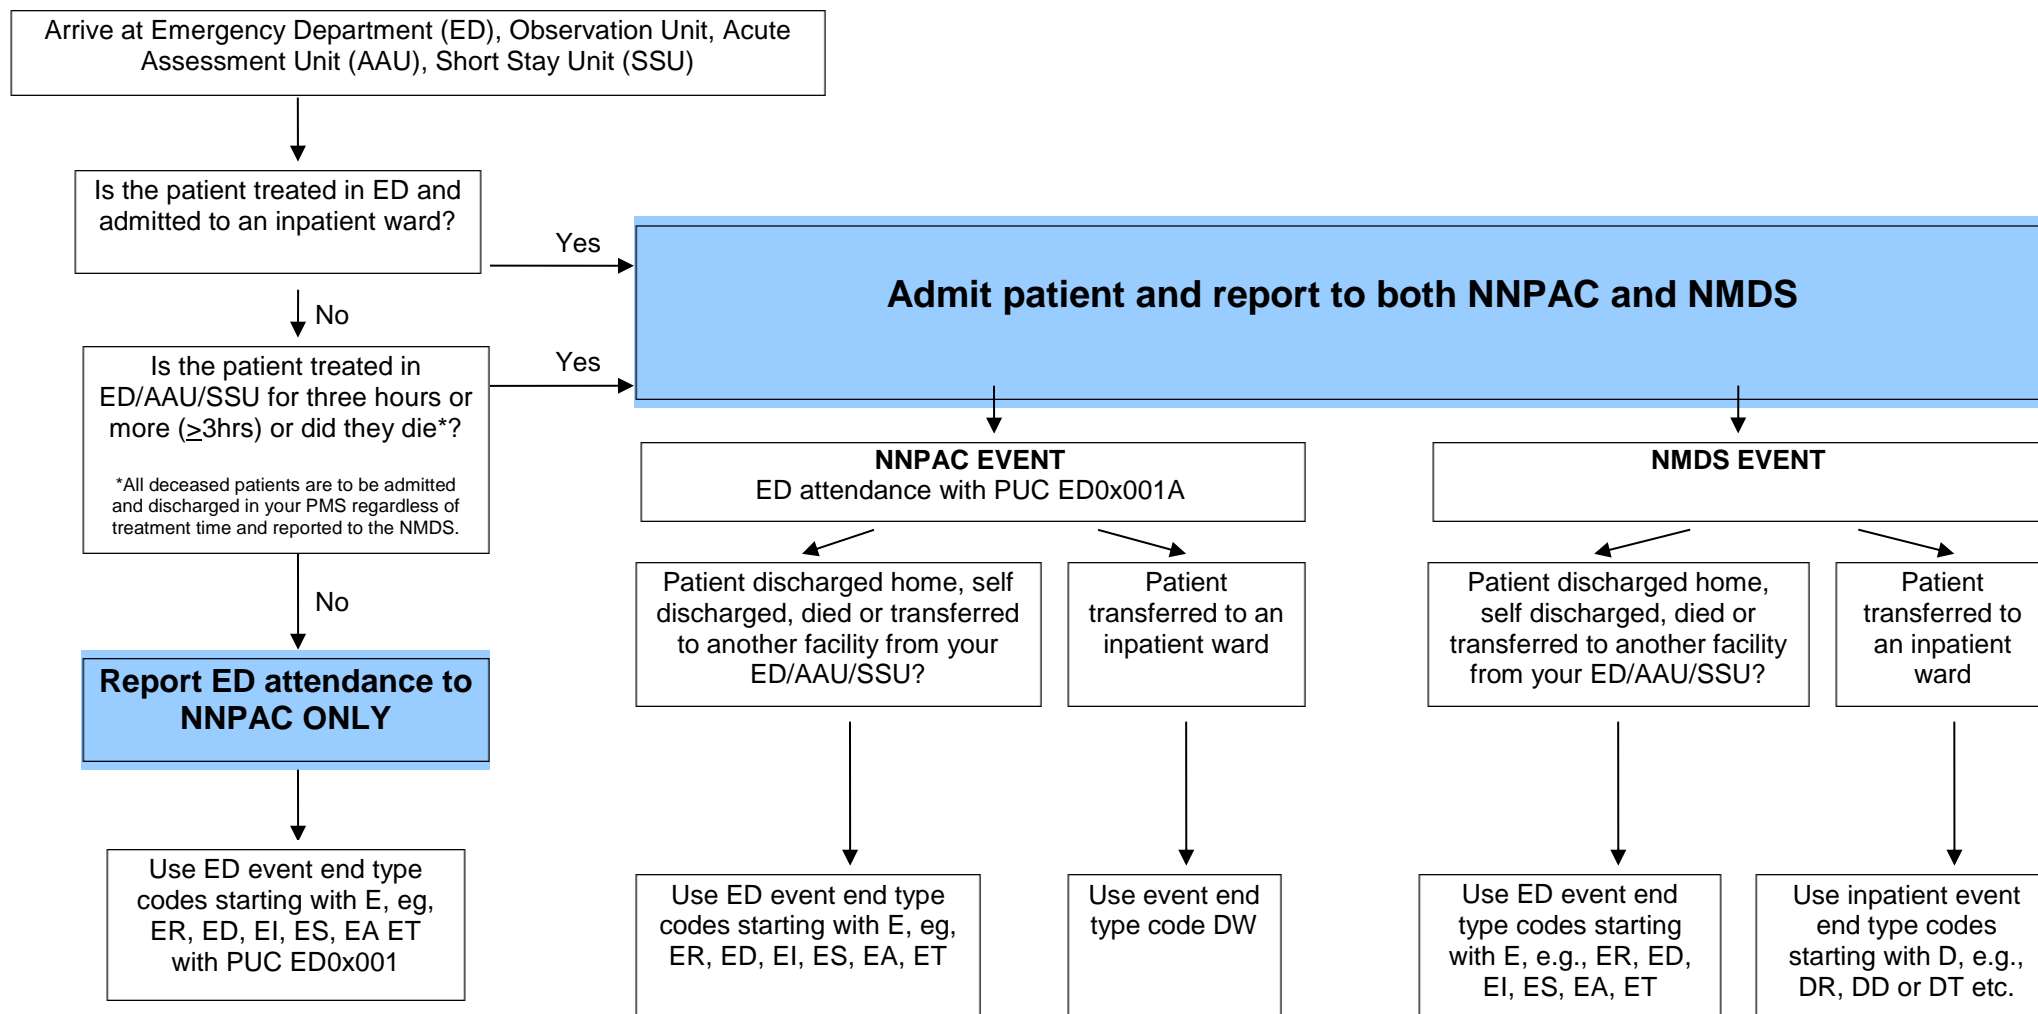 Arrive at Emergency Department (ED), Observation Unit, Acute
Assessment Unit (AAU), Short Stay Unit (SSU)
Is the patient treated in ED and
admitted to an inpatient ward?
Yes
Admit patient and report to both NNPAC and NMDS
No
Is the patient treated in
ED/AAU/SSU for three hours or
more (≥3hrs) or did they die*?
*All deceased patients are to be admitted
and discharged in your PMS regardless of
treatment time and reported to the NMDS.
Yes
No
Report ED attendance to
NNPAC ONLY
Use ED event end type
codes starting with E, eg,
ER, ED, EI, ES, EA ET
with PUC ED0x001
NNPAC EVENT
ED attendance with PUC ED0x001A
Patient discharged home, self
discharged, died or transferred
to another facility from your
ED/AAU/SSU?
Patient
transferred to an
inpatient ward
Use ED event end type
codes starting with E, eg,
ER, ED, EI, ES, EA, ET
Use event end
type code DW
NMDS EVENT
Patient discharged home,
self discharged, died or
transferred to another facility
from your ED/AAU/SSU?
Patient
transferred to
an inpatient
ward
Use ED event end
type codes starting
with E, e.g., ER, ED,
EI, ES, EA, ET
Use inpatient event
end type codes
starting with D, e.g.,
DR, DD or DT etc.